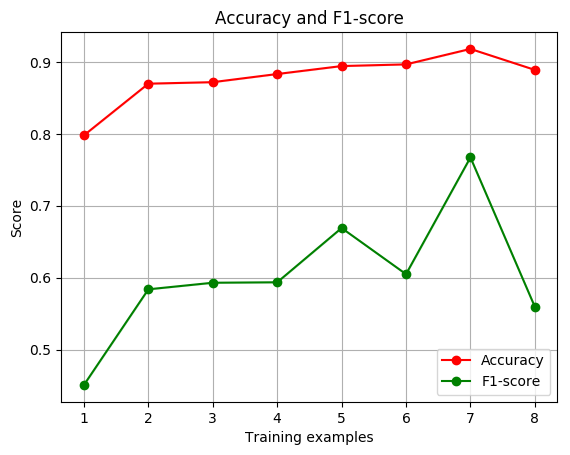 Accuracy and F1-score
Score
0.9
0.8
0.7
0.6
0.5
1 2 3 4 5 6 7 8
Training examples
Accuracy
F1-score